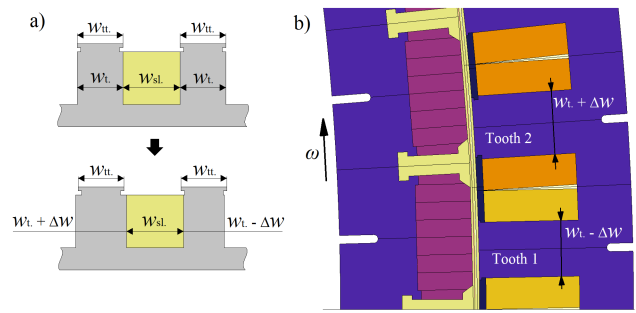 a)
Wtt. Wtt.
Wt. Wsl. Wt.
Wtt. Wtt.
Wt. + ΔW Wsl. Wt. - ΔW
b)
Wt. + ΔW
Tooth 2
ω
Wt. - ΔW
Tooth 1